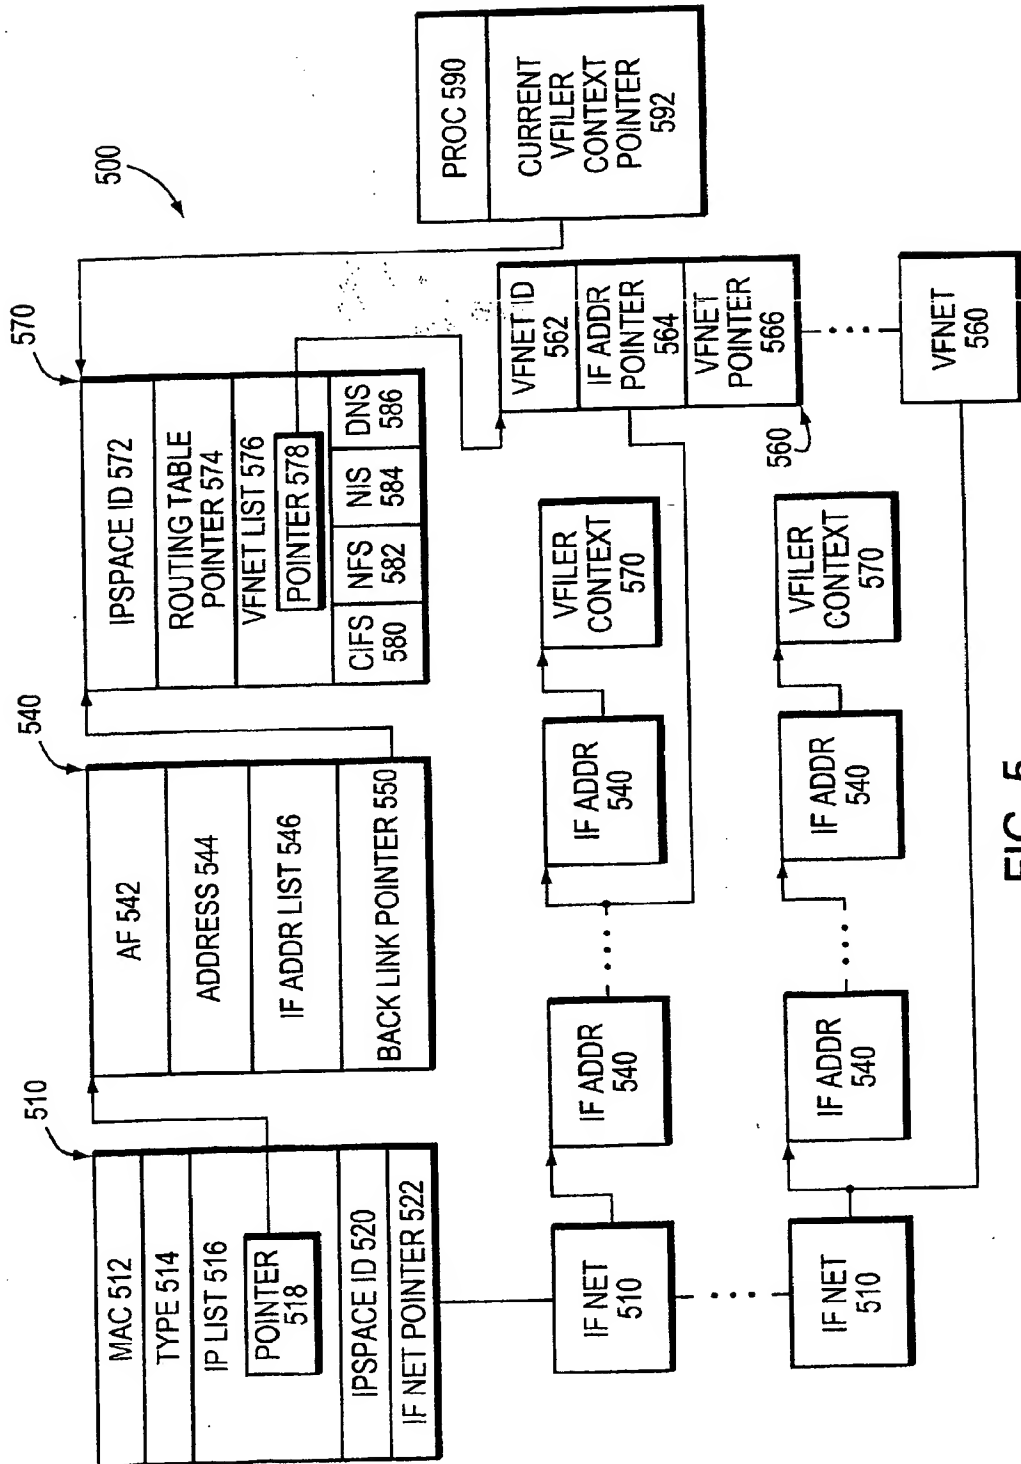 500
510
MAC 512
TYPE 514
IP LIST 516
POINTER
518
IPSPACE ID 520
IF NET POINTER 522
540
AF 542
ADDRESS 544
IF ADDR LIST 546
BACK LINK POINTER 550
570
IPSPACE ID 572
ROUTING TABLE
POINTER 574
VFNET LIST 576
POINTER 578
CIFS
580
NFS
582
NIS
584
DNS
586
PROC 590
CURRENT
VFILER
CONTEXT
POINTER
592
VFNET ID
562
IF ADDR
POINTER
564
VFNET
POINTER
566
560
IF NET
510
IF ADDR
540
IF ADDR
540
VFILER
CONTEXT
570
IF NET
510
IF ADDR
540
IF ADDR
540
VFILER
CONTEXT
570
VFNET
560
FIG. 5